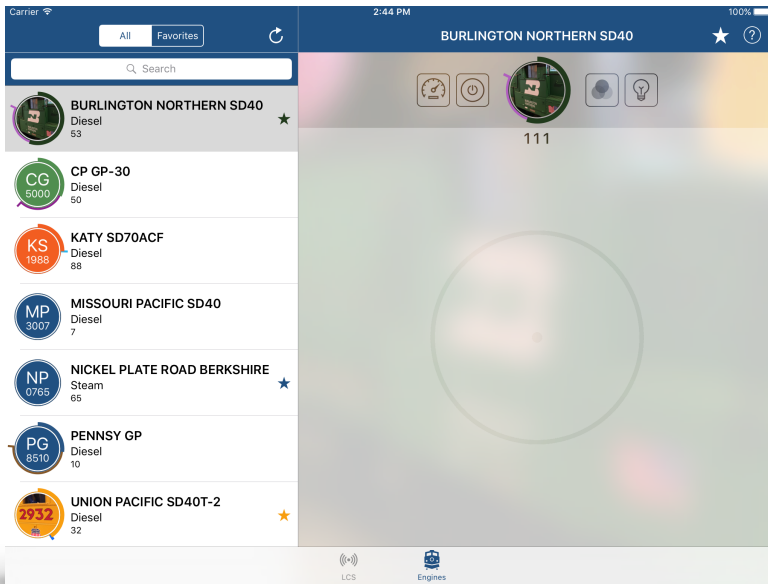 Carrier
2:44 PM
100%
All
Favorites
BURLINGTON NORTHERN SD40
Search
BURLINGTON NORTHERN SD40
Diesel
53
111
CG
5000
CP GP-30
Diesel
50
KS
1988
KATY SD70ACF
Diesel
88
MP
3007
MISSOURI PACIFIC SD40
Diesel
7
NP
0765
NICKEL PLATE ROAD BERKSHIRE
Steam
65
PG
8510
PENNSY GP
Diesel
10
2932
UNION PACIFIC SD40T-2
Diesel
32
LCS
Engines